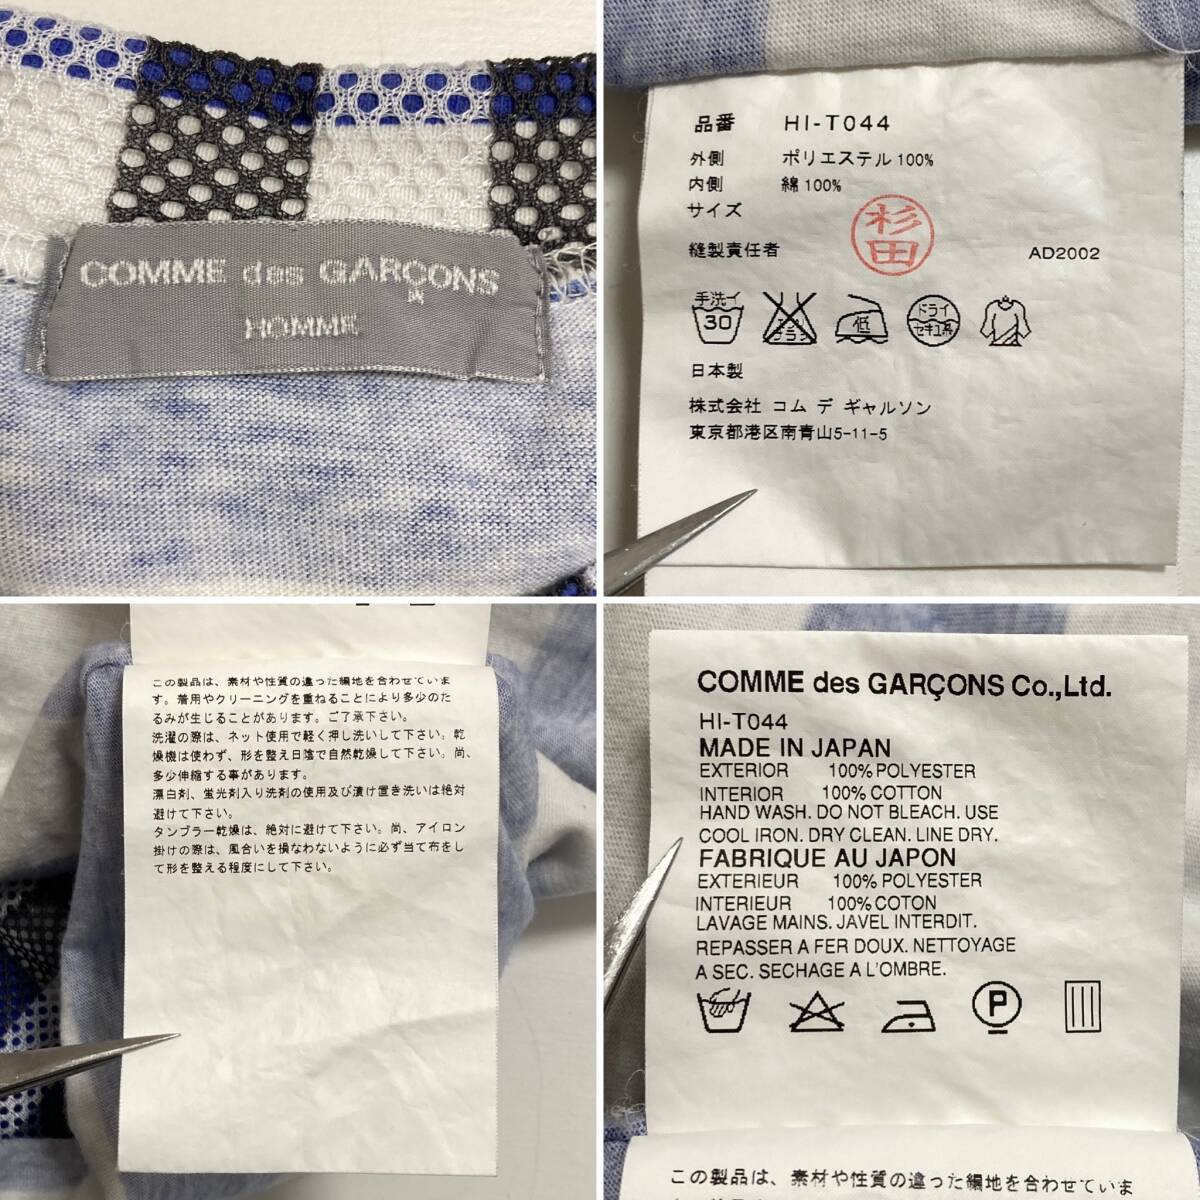 COMME des GARÇONS
HOMME
品番 HI-T044
外側 ポリエステル100%
内側 綿100%
サイズ
杉田
縫製責任者 AD2002
手洗イ
30
エンソ
サラシ
低
ドライ
セキユ系
日本製
株式会社 コム デ ギャルソン
東京都港区南青山5-11-5
この製品は、素材や性質の違った編地を合わせていま
す。着用やクリーニングを重ねることにより多少のた
るみが生じることがあります。ご了承下さい。
洗濯の際は、ネット使用で軽く押し洗いして下さい。乾
燥機は使わず、形を整え日陰で自然乾燥して下さい。尚、
多少伸縮する事があります。
漂白剤、蛍光剤入り洗剤の使用及び漬け置き洗いは絶対
避けて下さい。
タンブラー乾燥は、絶対に避けて下さい。尚、アイロン
掛けの際は、風合いを損なわないように必ず当て布をし
て形を整える程度にして下さい。
COMME des GARÇONS Co.,Ltd.
HI-T044
MADE IN JAPAN
EXTERIOR 100% POLYESTER
INTERIOR 100% COTTON
HAND WASH. DO NOT BLEACH. USE
COOL IRON. DRY CLEAN. LINE DRY.
FABRIQUE AU JAPON
EXTERIEUR 100% POLYESTER
INTERIEUR 100% COTON
LAVAGE MAINS. JAVEL INTERDIT.
REPASSER A FER DOUX. NETTOYAGE
A SEC. SECHAGE A L'OMBRE.
P
この製品は、素材や性質の違った編地を合わせていま